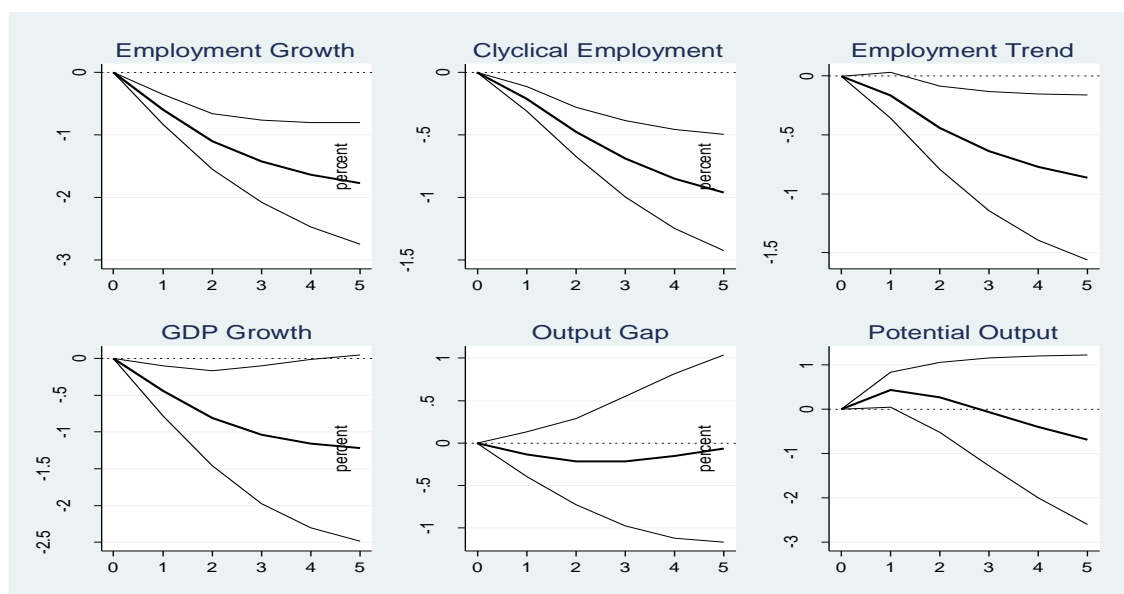 Employment Growth
0
-1
-2
-3
percent
0 1 2 3 4 5
Clyclical Employment
0
-.5
-1
-1.5
percent
0 1 2 3 4 5
Employment Trend
0
-.5
-1
-1.5
0 1 2 3 4 5
GDP Growth
0
-.5
-1
-1.5
-2
-2.5
percent
0 1 2 3 4 5
Output Gap
1
.5
0
-.5
-1
percent
0 1 2 3 4 5
Potential Output
1
0
-1
-2
-3
0 1 2 3 4 5